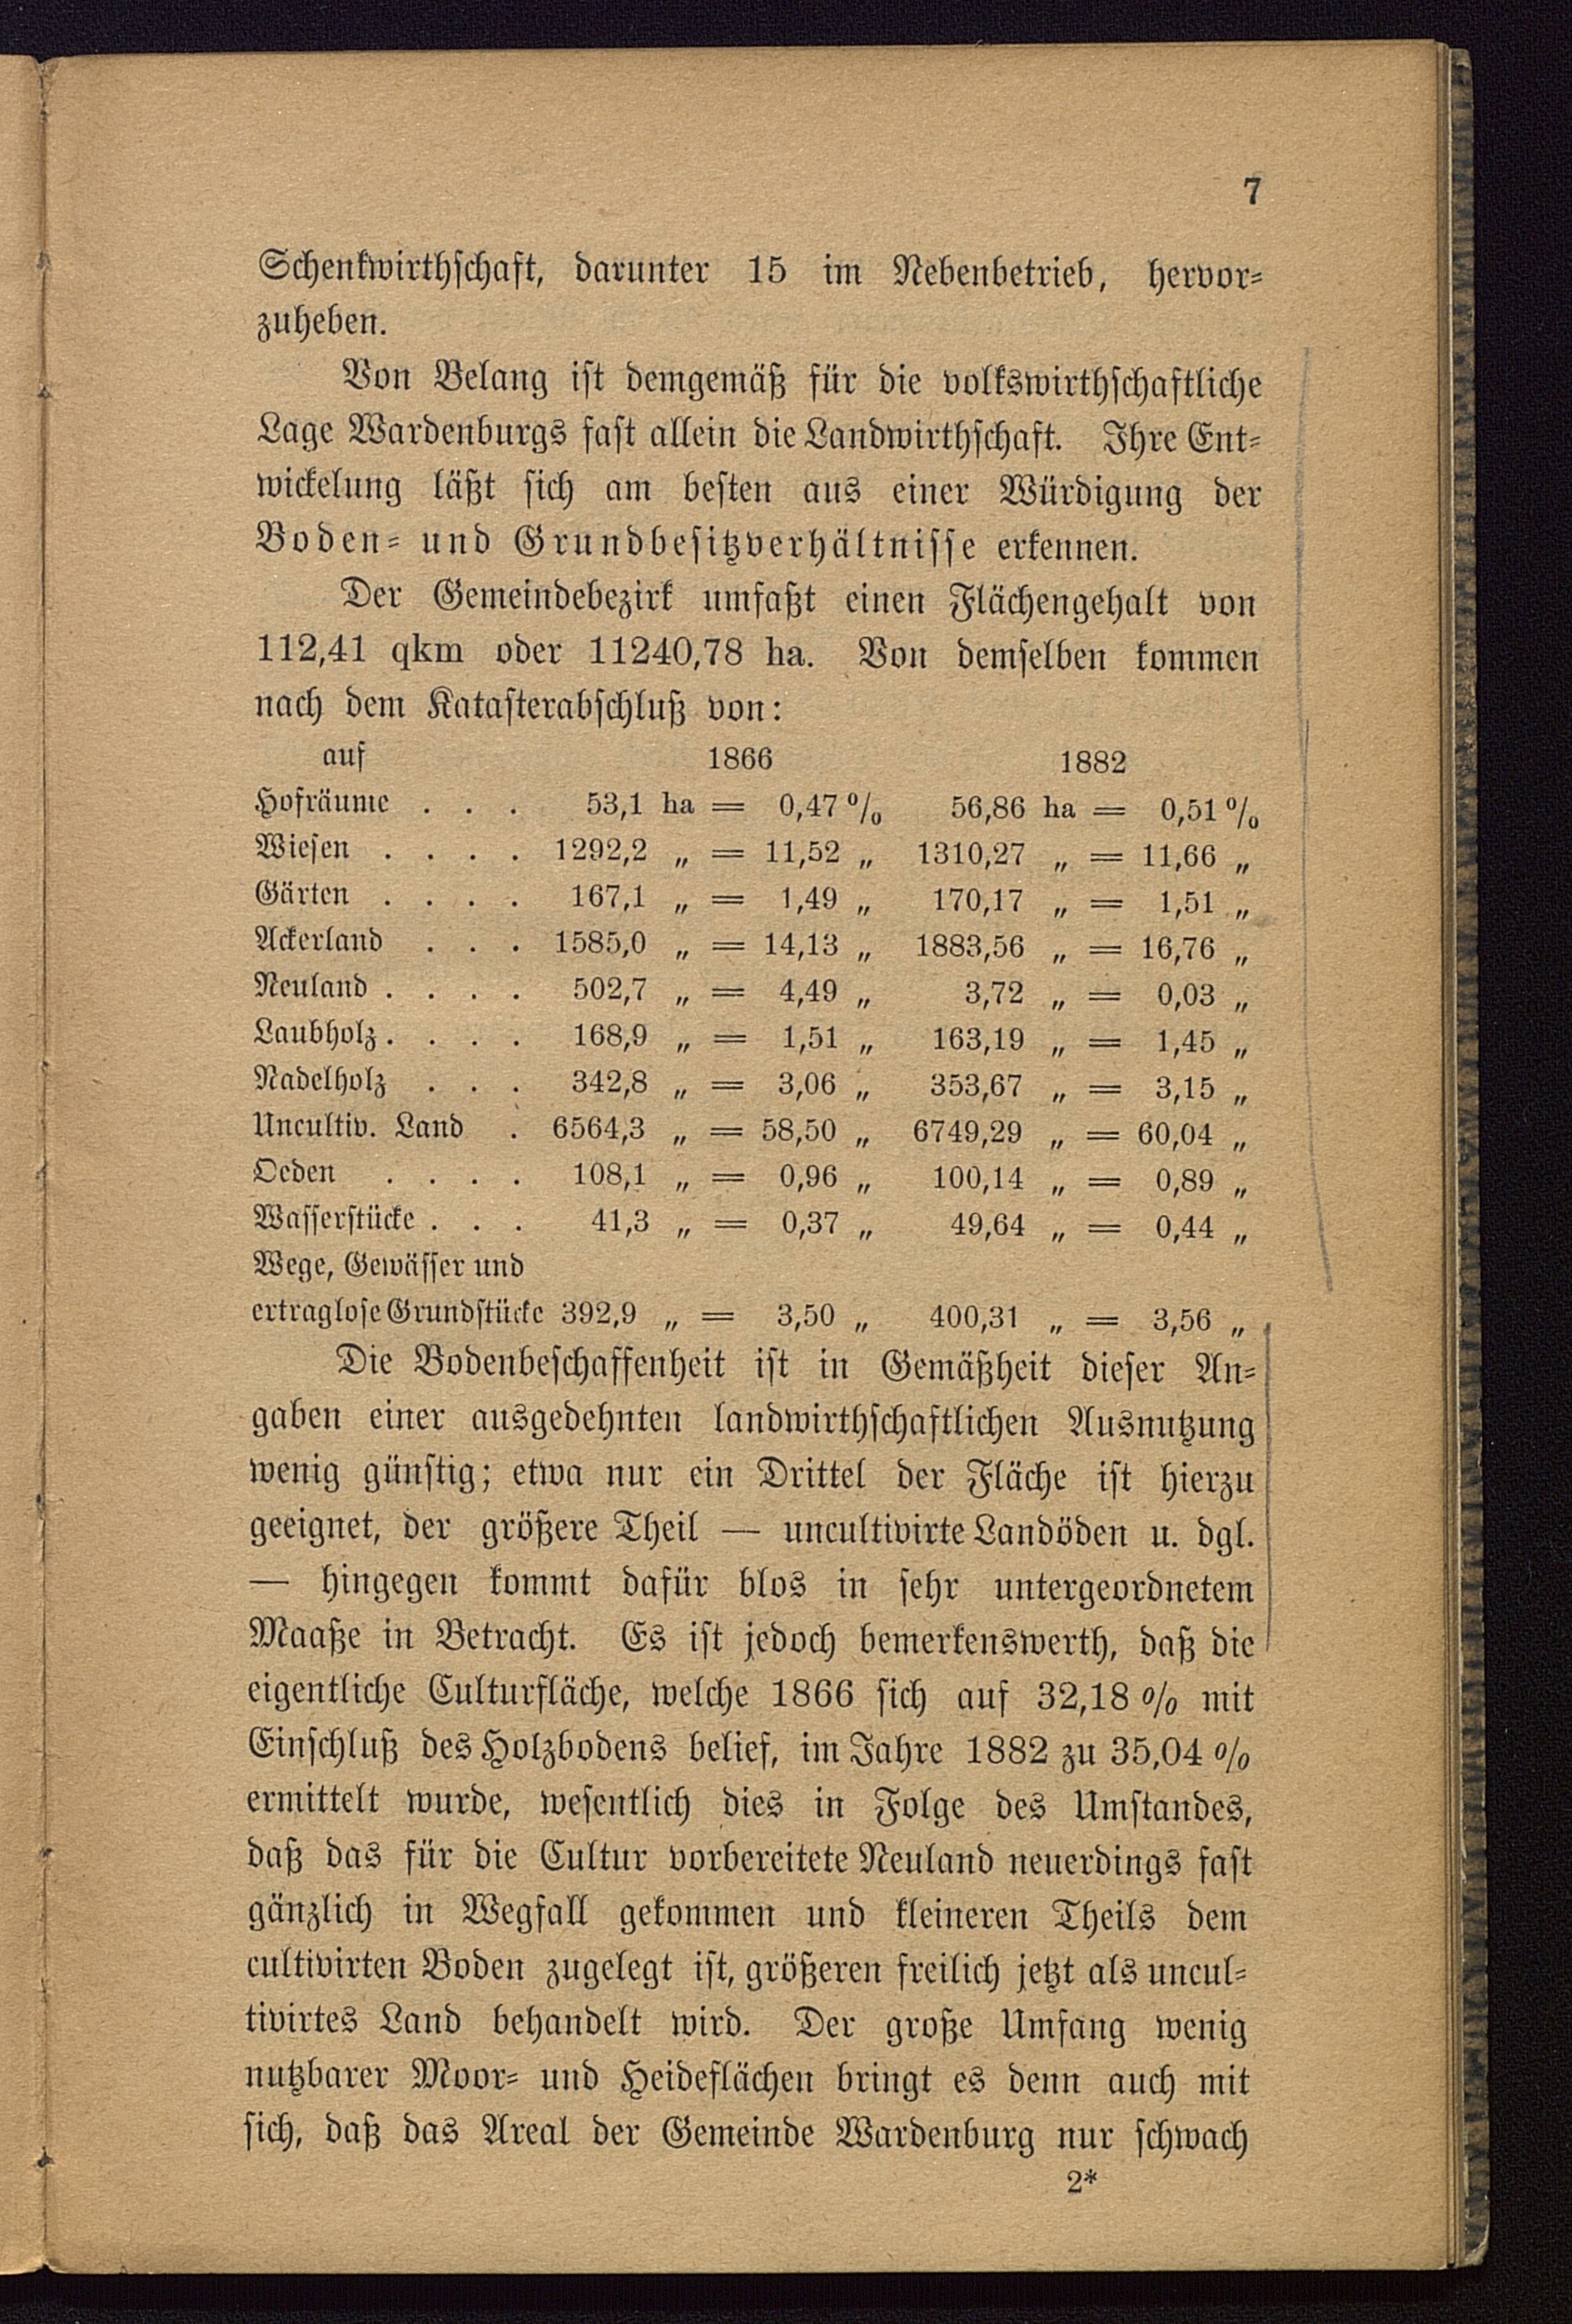 7
Schenkwirthschaft, darunter 15 im Nebenbetrieb, hervor-
zuheben.
Von Belang ist demgemäß für die volkswirthschaftliche
Lage Wardenburgs fast allein die Landwirthschaft. Ihre Ent-
wickelung läßt sich am besten aus einer Würdigung der
Boden- und Grundbesitzverhältnisse erkennen.
Der Gemeindebezirk umfaßt einen Flächengehalt von
112,41 qkm oder 11240,78 ha. Von demselben kommen
nach dem Katasterabschluß von:
auf 1866 1882
Hofräume . . . 53,1 ha = 0,47 % 56,86 ha = 0,51 %
Wiesen . . . . 1292,2 „ = 11,52 „ 1310,27 „ = 11,66 „
Gärten . . . . 167,1 „ = 1,49 „ 170,17 „ = 1,51 „
Ackerland . . . 1585,0 „ = 14,13 „ 1883,56 „ = 16,76 „
Neuland . . . . 502,7 „ = 4,49 „ 3,72 „ = 0,03 „
Laubholz . . . . 168,9 „ = 1,51 „ 163,19 „ = 1,45 „
Nadelholz . . . 342,8 „ = 3,06 „ 353,67 „ = 3,15 „
Uncultiv. Land . 6564,3 „ = 58,50 „ 6749,29 „ = 60,04 „
Oeden . . . . 108,1 „ = 0,96 „ 100,14 „ = 0,89 „
Wasserstücke . . . 41,3 „ = 0,37 „ 49,64 „ = 0,44 „
Wege, Gewässer und
ertraglose Grundstücke 392,9 „ = 3,50 „ 400,31 „ = 3,56 „
Die Bodenbeschaffenheit ist in Gemäßheit dieser An-
gaben einer ausgedehnten landwirthschaftlichen Ausnutzung
wenig günstig; etwa nur ein Drittel der Fläche ist hierzu
geeignet, der größere Theil — uncultivirte Landöden u. dgl.
— hingegen kommt dafür blos in sehr untergeordnetem
Maaße in Betracht. Es ist jedoch bemerkenswerth, daß die
eigentliche Culturfläche, welche 1866 sich auf 32,18 % mit
Einschluß des Holzbodens belief, im Jahre 1882 zu 35,04 %
ermittelt wurde, wesentlich dies in Folge des Umstandes,
daß das für die Cultur vorbereitete Neuland neuerdings fast
gänzlich in Wegfall gekommen und kleineren Theils dem
cultivirten Boden zugelegt ist, größeren freilich jetzt als uncul-
tivirtes Land behandelt wird. Der große Umfang wenig
nutzbarer Moor- und Heideflächen bringt es denn auch mit
sich, daß das Areal der Gemeinde Wardenburg nur schwach
2*